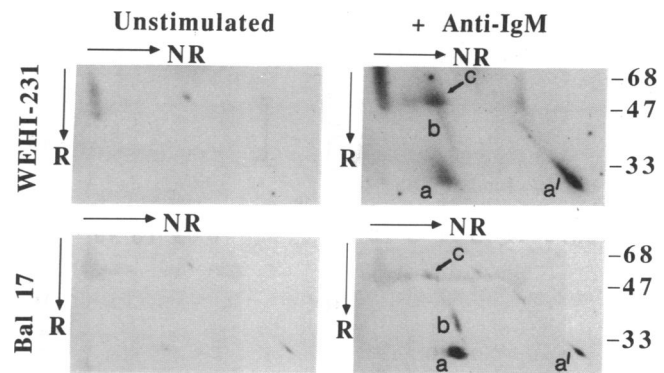 Unstimulated
+ Anti-IgM
NR
NR
WEHI-231
R
R
c
b
a
a′
-68
-47
-33
NR
NR
Bal 17
R
R
c
b
a
a′
-68
-47
-33